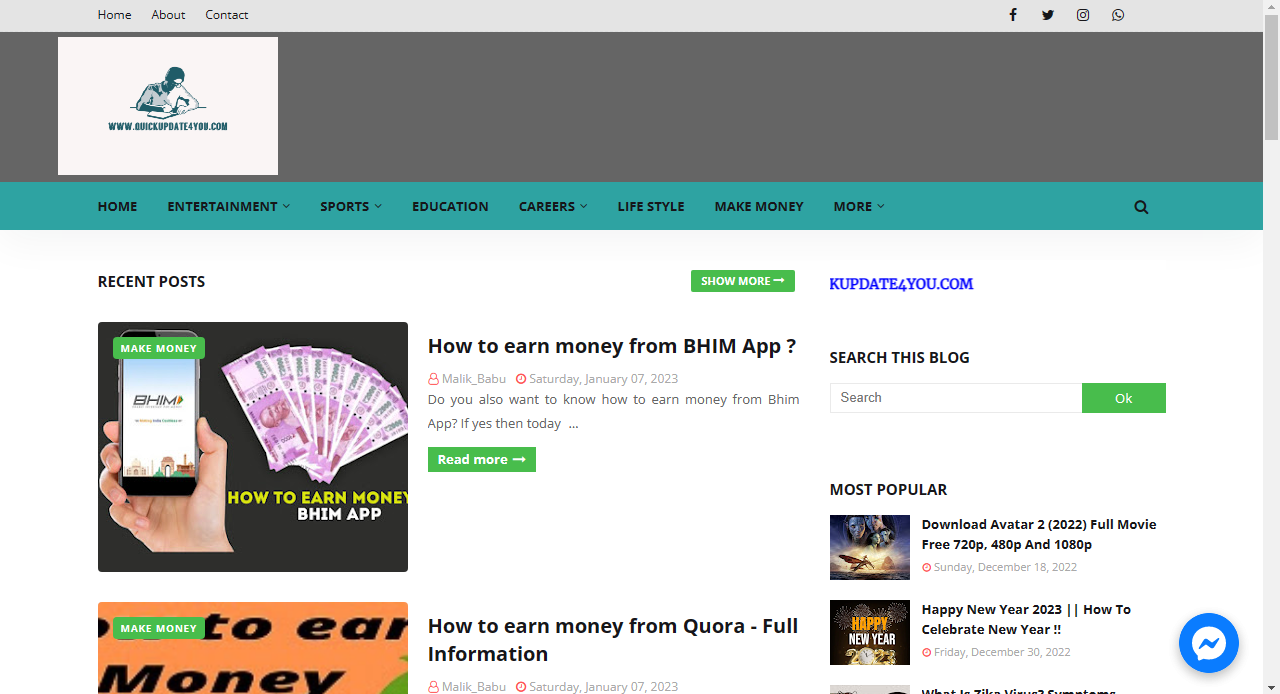 Home About Contact
WWW.QUICKUPDATE4YOU.COM
HOME ENTERTAINMENT SPORTS EDUCATION CAREERS LIFE STYLE MAKE MONEY MORE
RECENT POSTS
SHOW MORE
MAKE MONEY
BHIM
HOW TO EARN MONEY
BHIM APP
How to earn money from BHIM App ?
Malik_Babu Saturday, January 07, 2023
Do you also want to know how to earn money from Bhim
App? If yes then today ...
Read more
MAKE MONEY
to ear
Money
How to earn money from Quora - Full
Information
Malik_Babu Saturday, January 07, 2023
KUPDATE4YOU.COM
SEARCH THIS BLOG
Search Ok
MOST POPULAR
Download Avatar 2 (2022) Full Movie
Free 720p, 480p And 1080p
Sunday, December 18, 2022
HAPPY
NEW YEAR
2023
Happy New Year 2023 || How To
Celebrate New Year !!
Friday, December 30, 2022
What Is Zika Virus? Symptoms